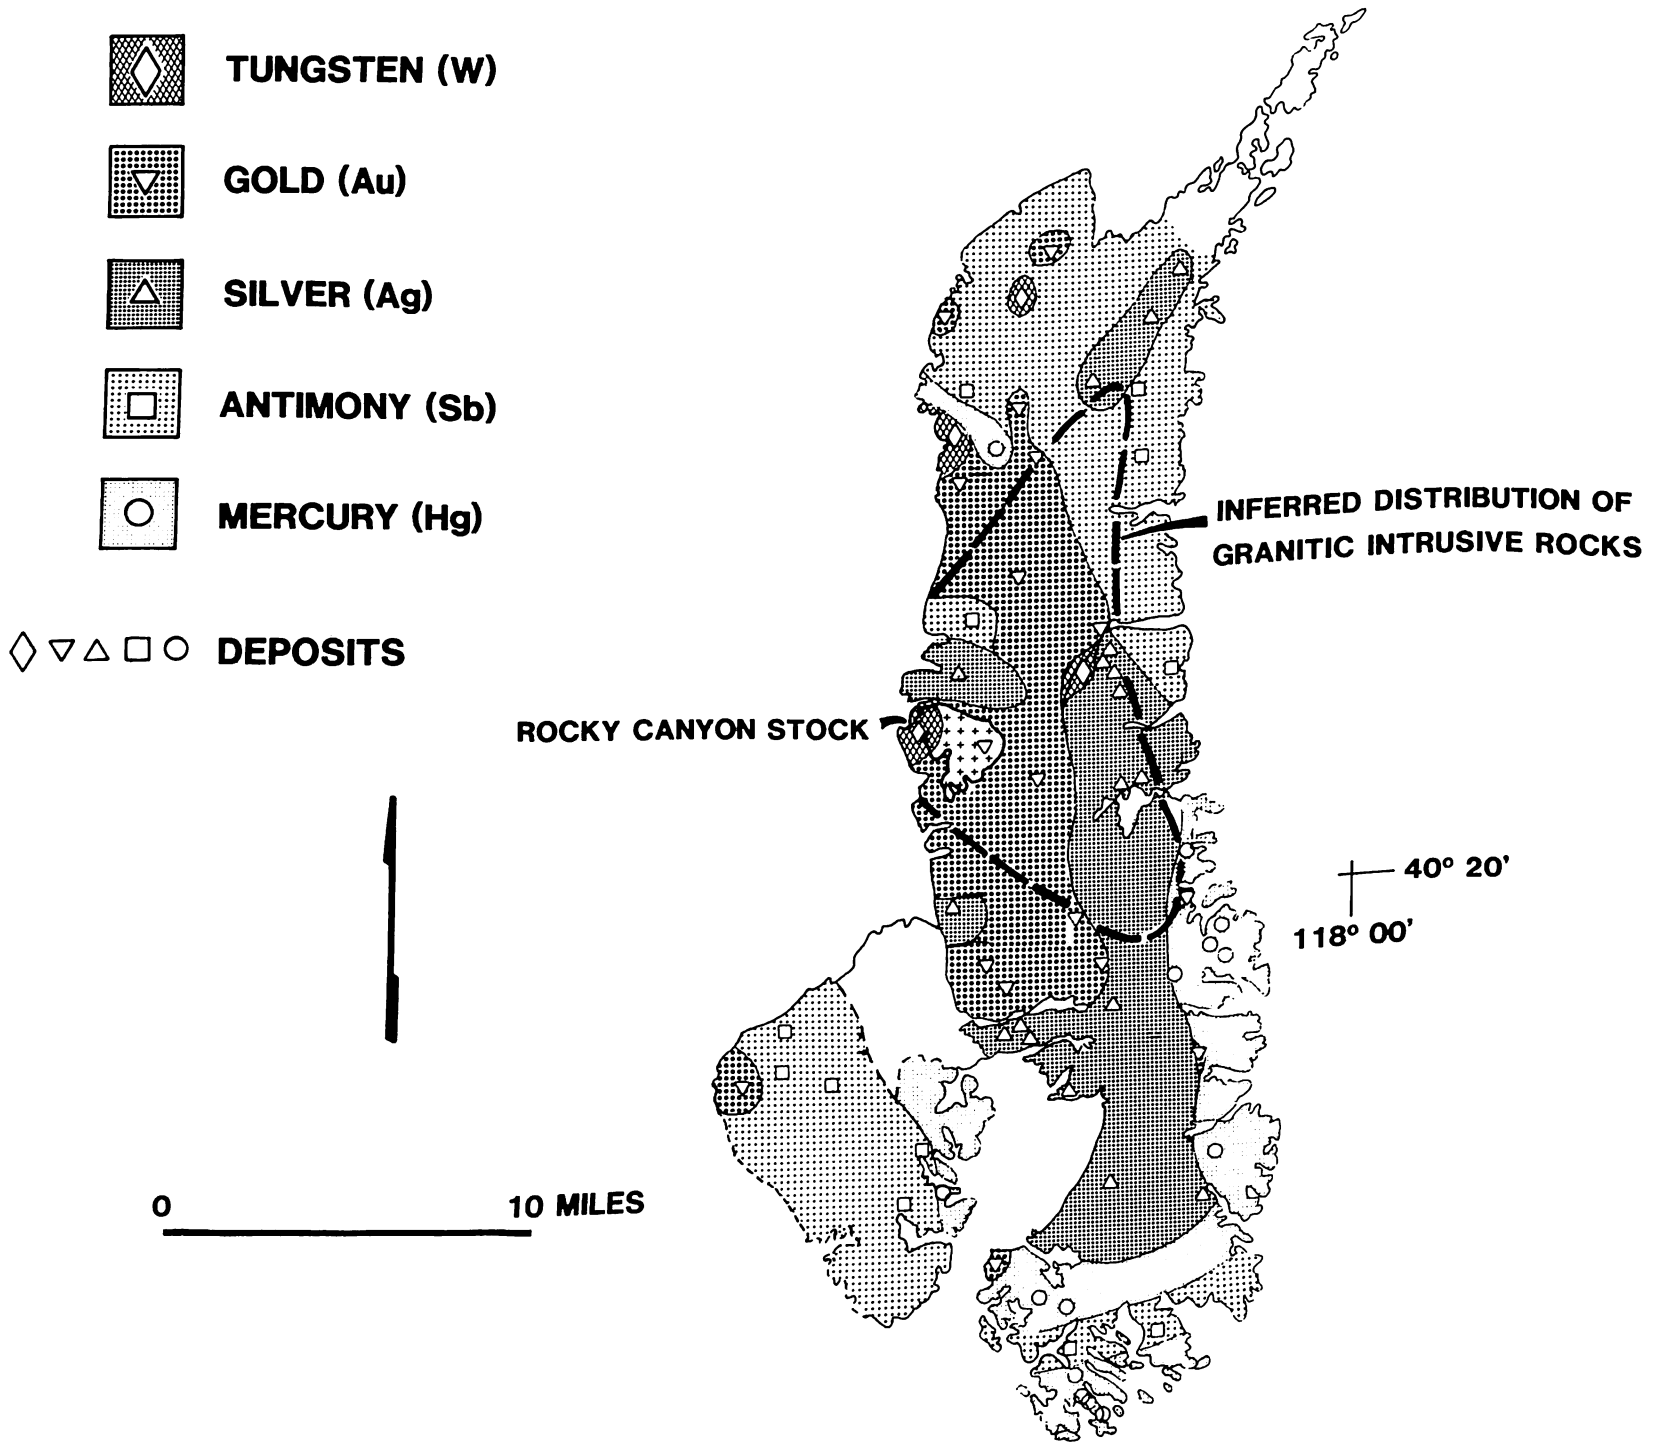 TUNGSTEN (W)
GOLD (Au)
SILVER (Ag)
ANTIMONY (Sb)
MERCURY (Hg)
DEPOSITS
INFERRED DISTRIBUTION OF
GRANITIC INTRUSIVE ROCKS
ROCKY CANYON STOCK
40° 20'
118° 00'
0 10 MILES